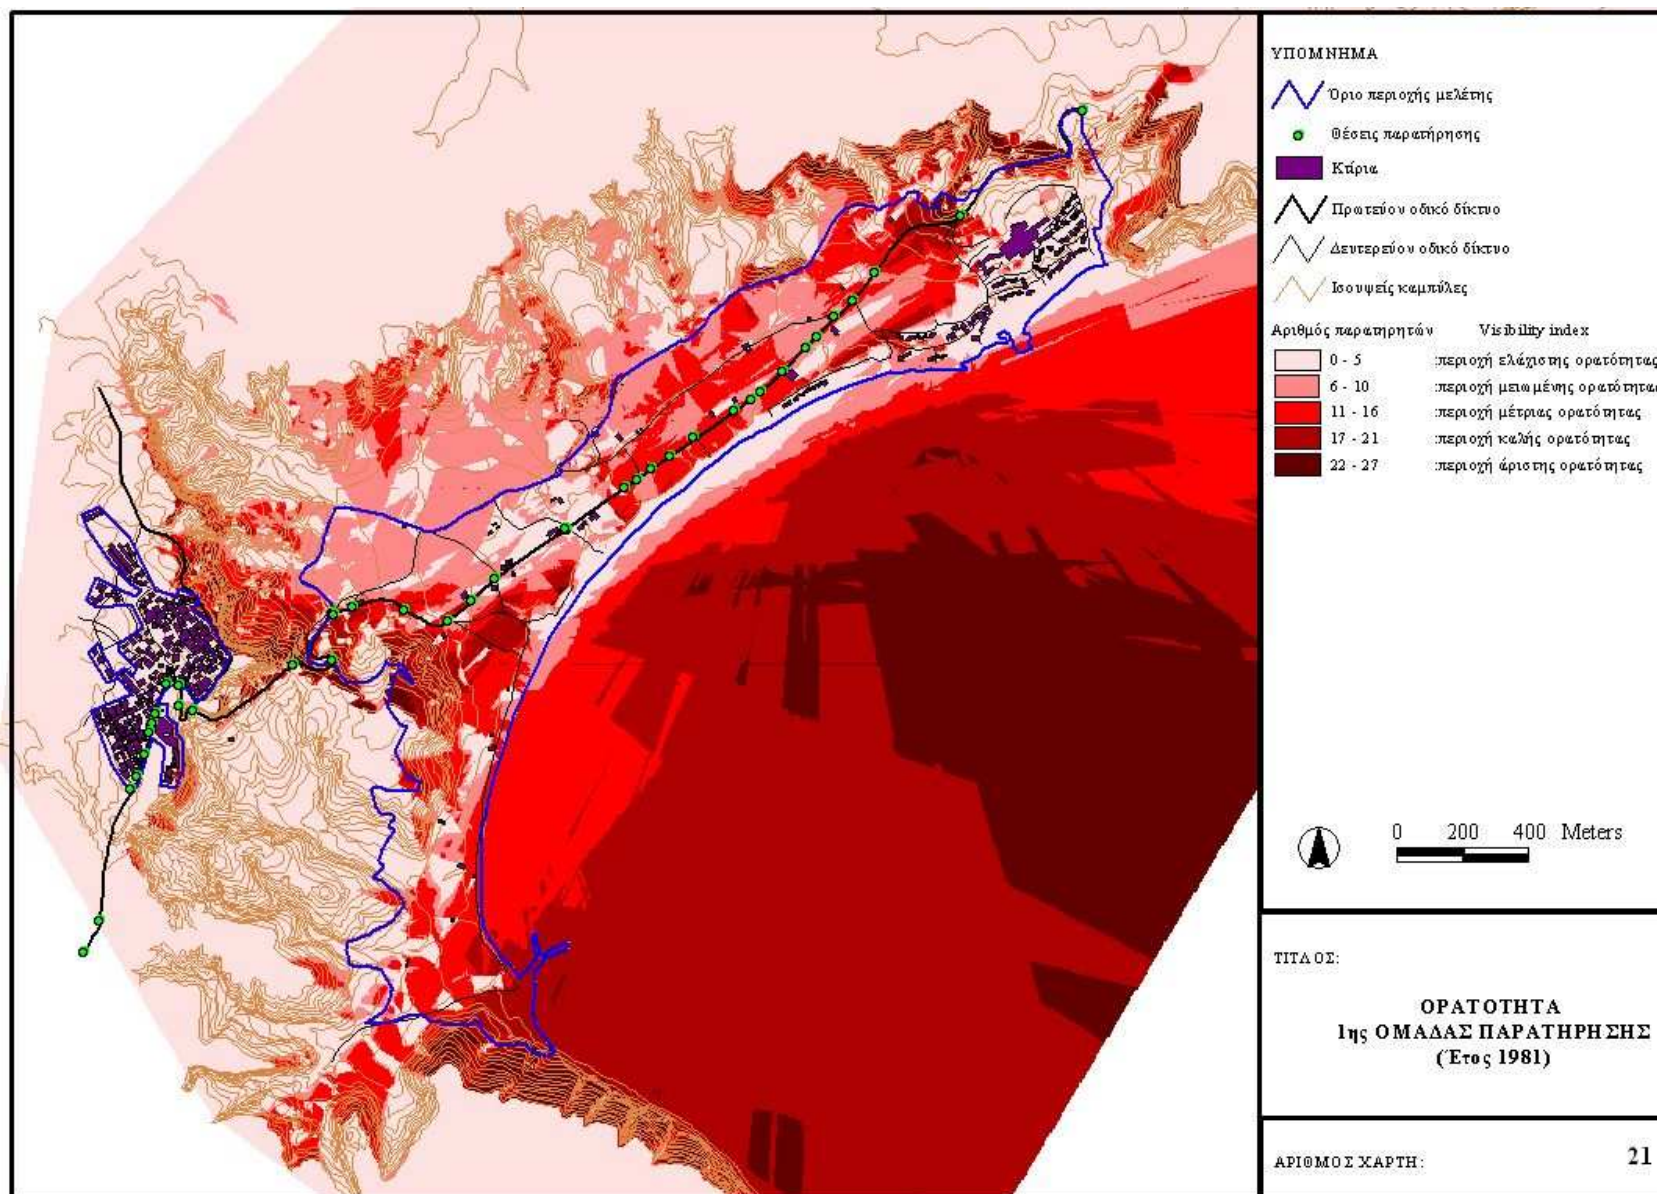 ΥΠΟΜΝΗΜΑ
Όριο περιοχής μελέτης
Θέσεις παρατήρησης
Κτίρια
Πρωτεύον οδικό δίκτυο
Δευτερεύον οδικό δίκτυο
Ισοϋψείς καμπύλες
Αριθμός παρατηρητών Visibility index
0 - 5 :περιοχή ελάχιστης ορατότητας
6 - 10 :περιοχή μειωμένης ορατότητας
11 - 16 :περιοχή μέτριας ορατότητας
17 - 21 :περιοχή καλής ορατότητας
22 - 27 :περιοχή άριστης ορατότητας
0 200 400 Meters
ΤΙΤΛΟΣ:
ΟΡΑΤΟΤΗΤΑ
1ης ΟΜΑΔΑΣ ΠΑΡΑΤΗΡΗΣΗΣ
(Έτος 1981)
ΑΡΙΘΜΟΣ ΧΑΡΤΗ: 21